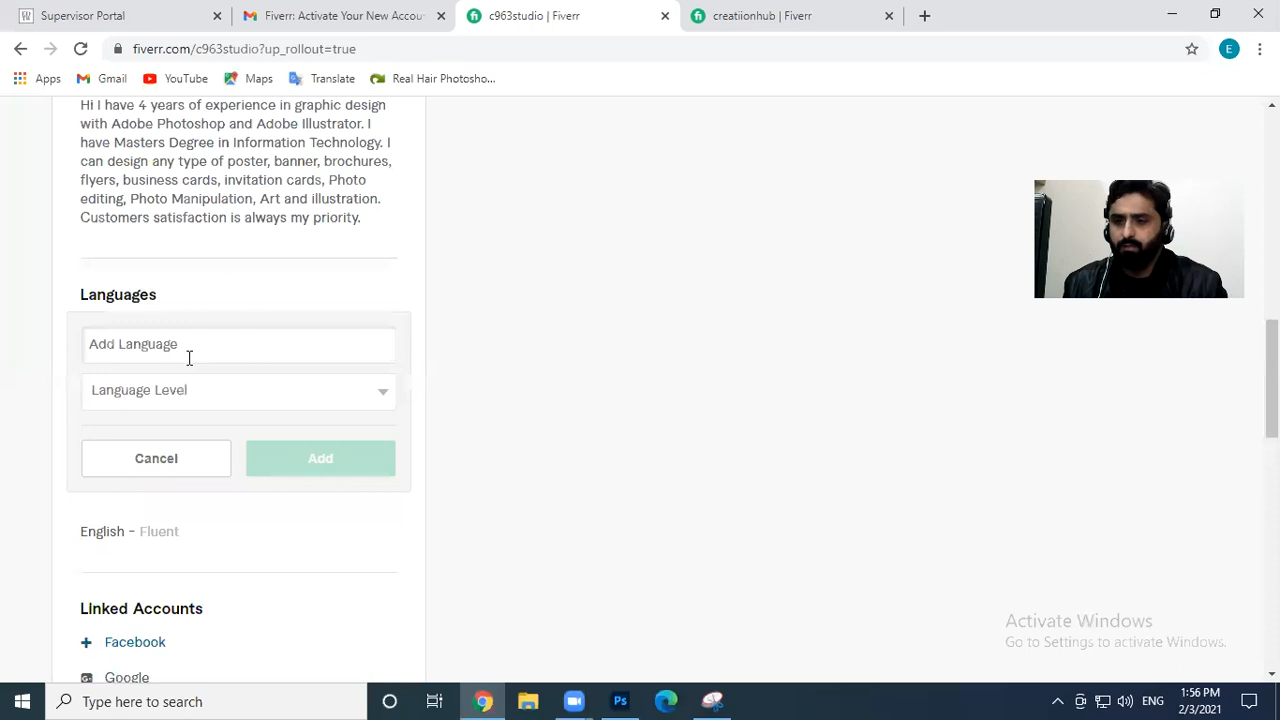 Supervisor Portal
Fiverr: Activate Your New Accou
c963studio | Fiverr
creatiionhub | Fiverr
fiverr.com/c963studio?up_rollout=true
E
Apps
Gmail
YouTube
Maps
Translate
Real Hair Photosho...
Hi I have 4 years of experience in graphic design
with Adobe Photoshop and Adobe Illustrator. I
have Masters Degree in Information Technology. I
can design any type of poster, banner, brochures,
flyers, business cards, invitation cards, Photo
editing, Photo Manipulation, Art and illustration.
Customers satisfaction is always my priority.
Languages
Add Language
Language Level
Cancel
Add
English - Fluent
Linked Accounts
+ Facebook
Google
Activate Windows
Go to Settings to activate Windows.
Type here to search
Ps
ENG
1:56 PM
2/3/2021